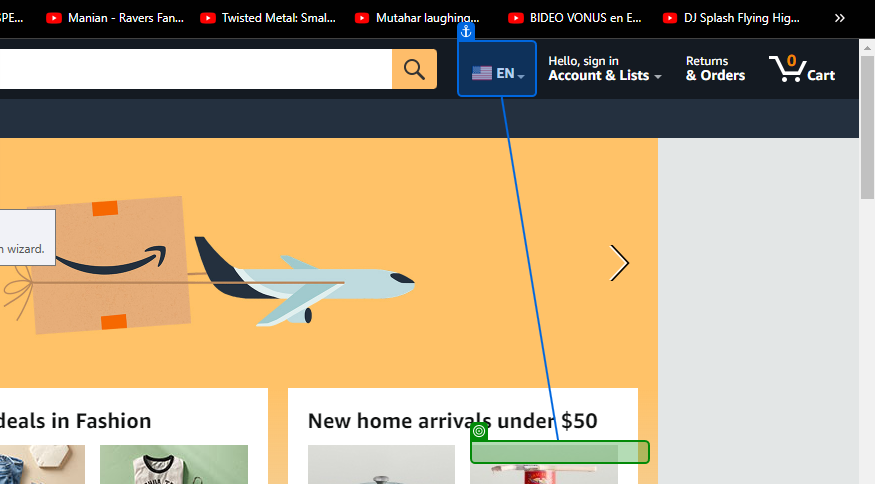 SPE...
Manian - Ravers Fan...
Twisted Metal: Smal...
Mutahar laughing...
BIDEO VONUS en E...
DJ Splash Flying Hig...
EN
Hello, sign in
Account & Lists
Returns
& Orders
0
Cart
n wizard.
deals in Fashion
New home arrivals under $50